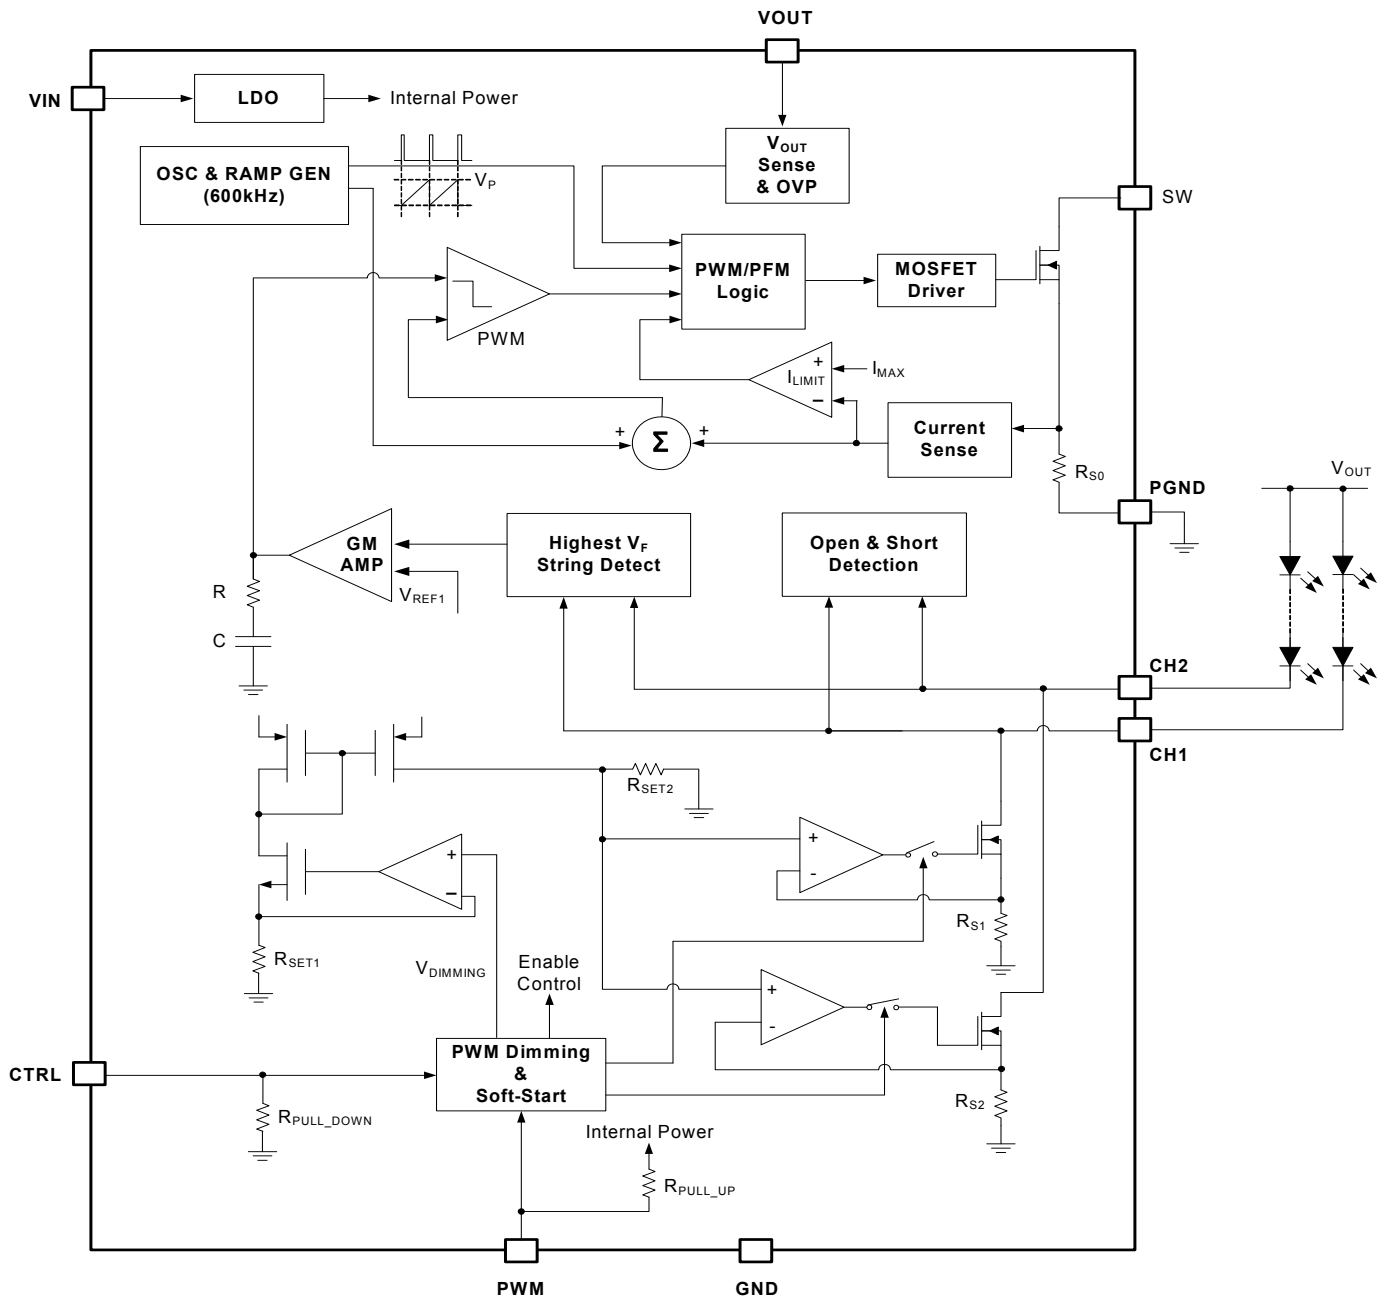 VOUT
VIN
LDO
Internal Power
OSC & RAMP GEN
(600kHz)
VP
VOUT
Sense
& OVP
SW
PWM/PFM
Logic
MOSFET
Driver
PWM
+
ILIMIT
–
IMAX
+
Σ
+
Current
Sense
RS0
PGND
VOUT
GM
AMP
VREF1
Highest VF
String Detect
Open & Short
Detection
R
C
CH2
CH1
RSET2
+
-
+
–
RS1
RSET1
VDIMMING
Enable
Control
+
-
CTRL
PWM Dimming
&
Soft-Start
RS2
RPULL_DOWN
Internal Power
RPULL_UP
PWM
GND